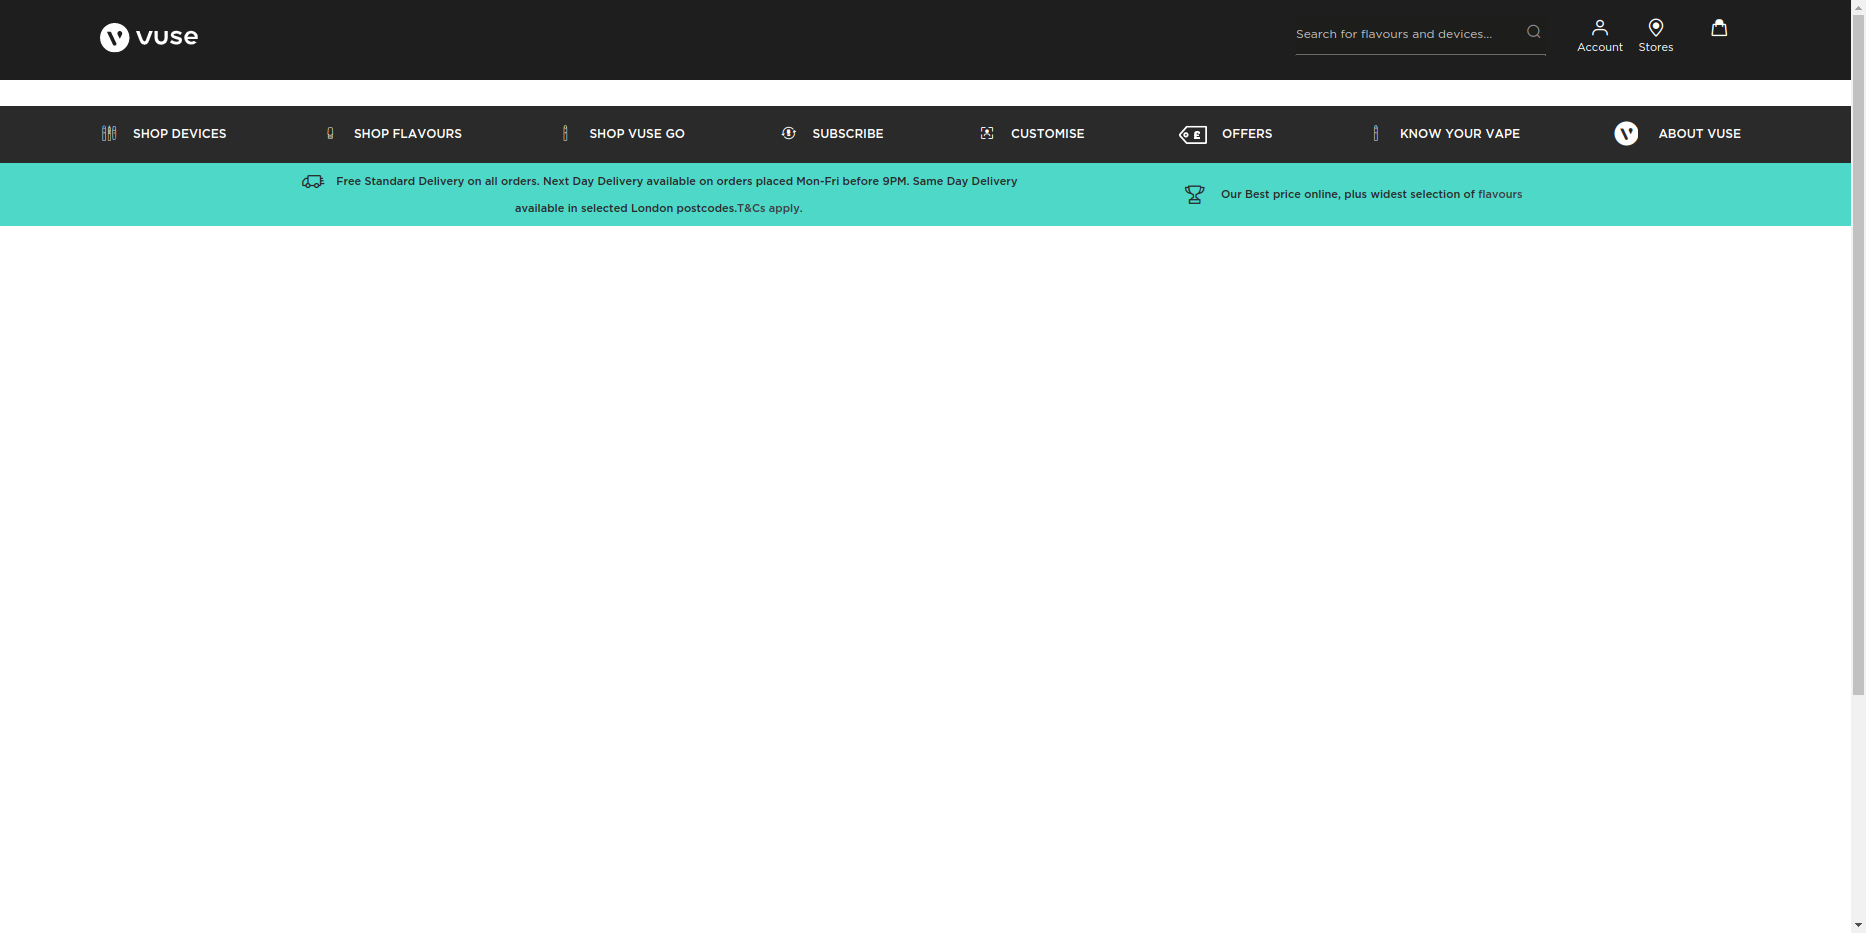 vuse
Search for flavours and devices...
Account
Stores
SHOP DEVICES
SHOP FLAVOURS
SHOP VUSE GO
SUBSCRIBE
CUSTOMISE
£
OFFERS
KNOW YOUR VAPE
ABOUT VUSE
Free Standard Delivery on all orders. Next Day Delivery available on orders placed Mon-Fri before 9PM. Same Day Delivery
available in selected London postcodes.T&Cs apply.
Our Best price online, plus widest selection of flavours